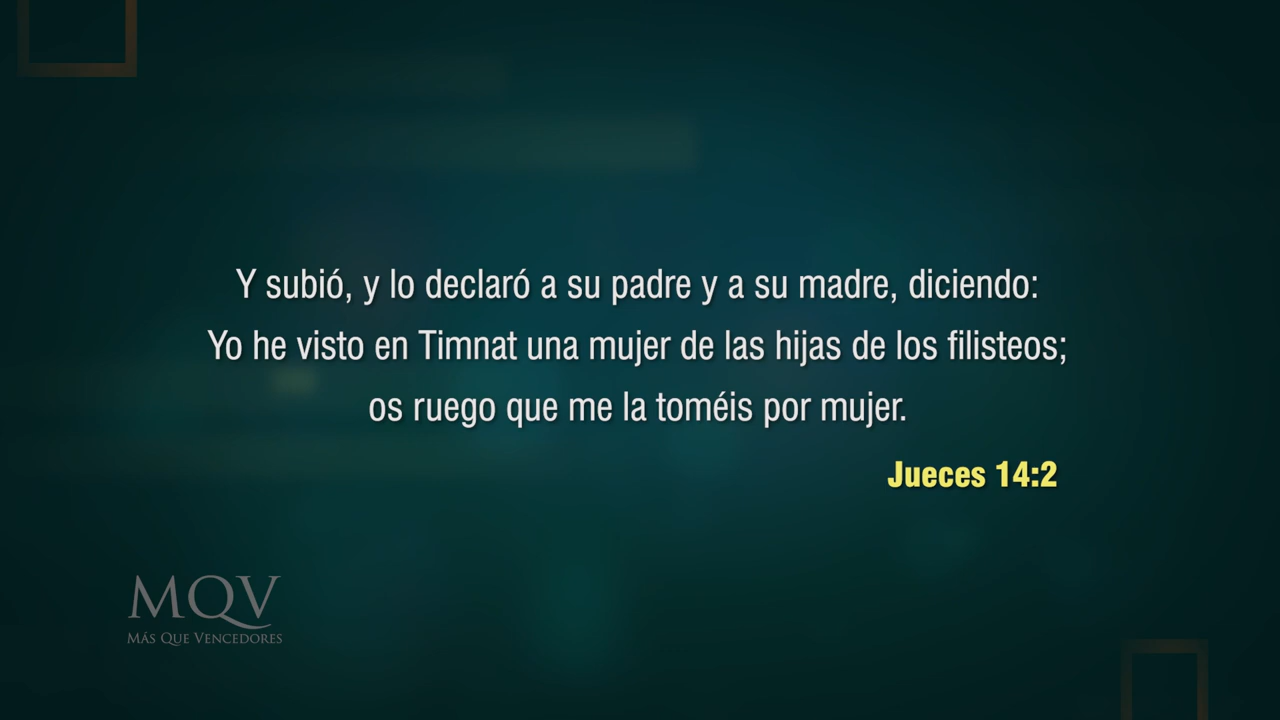 Y subió, y lo declaró a su padre y a su madre, diciendo:
Yo he visto en Timnat una mujer de las hijas de los filisteos;
os ruego que me la toméis por mujer.
Jueces 14:2
MQV
MÁS QUE VENCEDORES